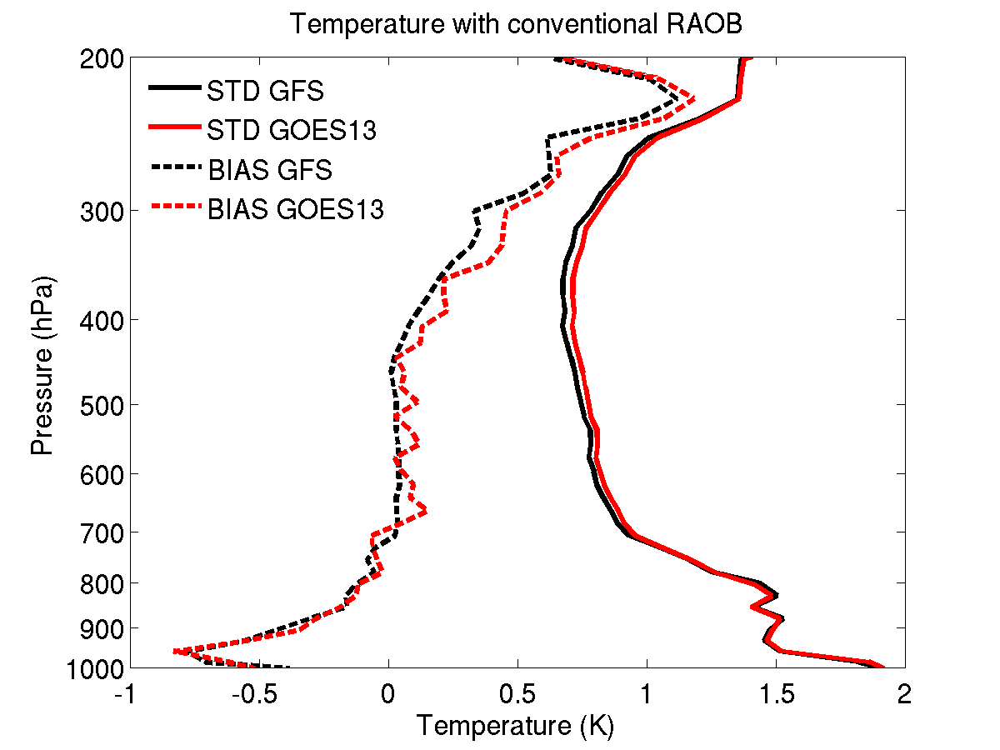 Temperature with conventional RAOB
200
300
400
500
600
700
800
900
1000
Pressure (hPa)
STD GFS
STD GOES13
BIAS GFS
BIAS GOES13
-1 -0.5 0 0.5 1 1.5 2
Temperature (K)